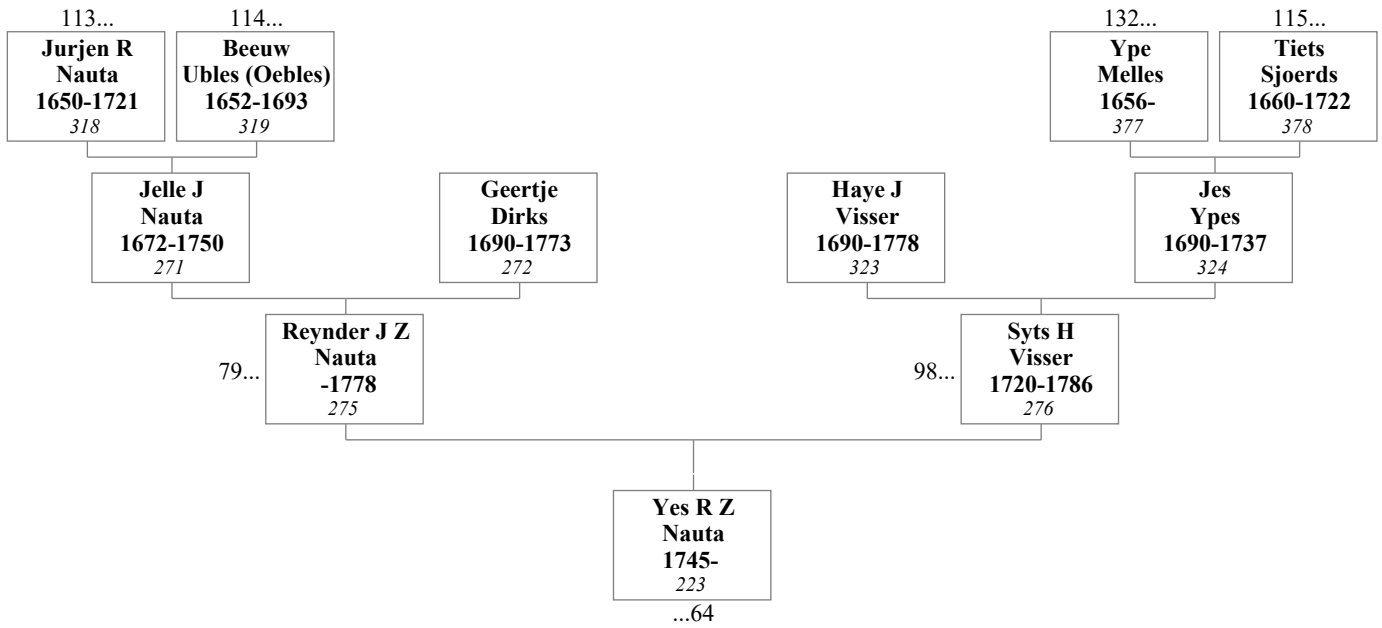 113...
Jurjen R
Nauta
1650-1721
318
114...
Beeuw
Ubles (Oebles)
1652-1693
319
132...
Ype
Melles
1656-
377
115...
Tiets
Sjoerds
1660-1722
378
Jelle J
Nauta
1672-1750
271
Geertje
Dirks
1690-1773
272
Haye J
Visser
1690-1778
323
Jes
Ypes
1690-1737
324
79...
Reynder J Z
Nauta
-1778
275
98...
Syts H
Visser
1720-1786
276
Yes R Z
Nauta
1745-
223
...64